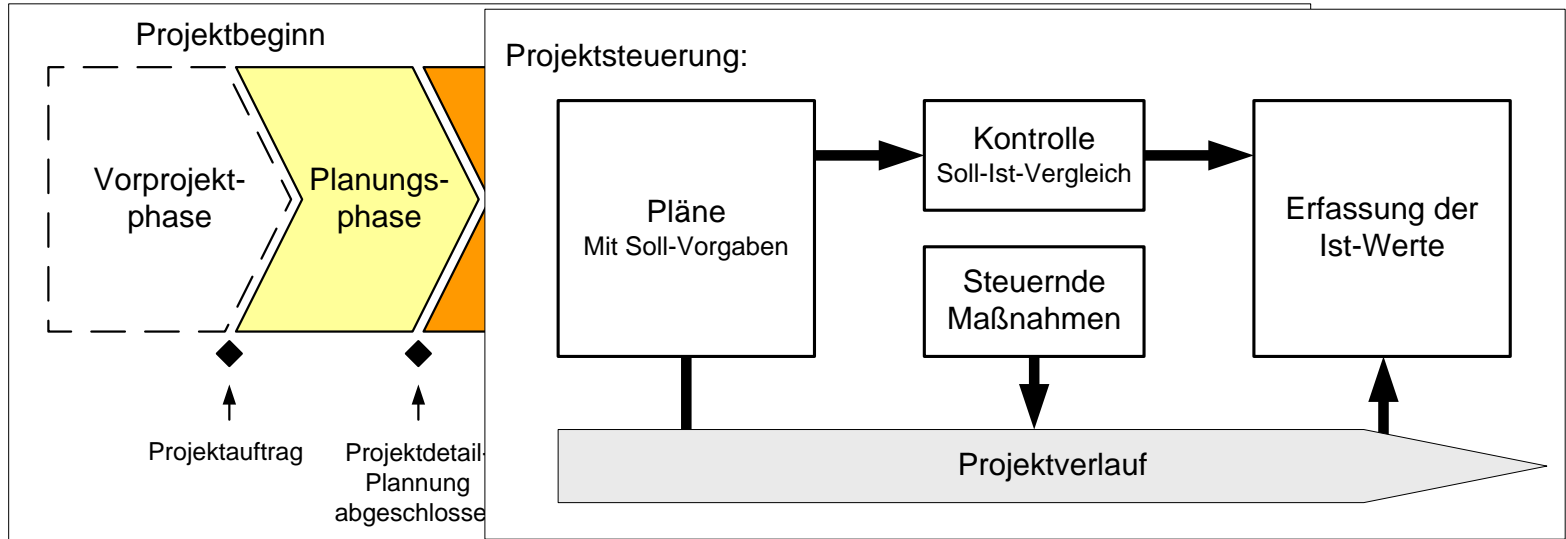 Projektbeginn
Vorprojekt-
phase
Planungs-
phase
Projektauftrag
Projektdetail-
Plannung
abgeschlosse
Projektsteuerung:
Pläne
Mit Soll-Vorgaben
Kontrolle
Soll-Ist-Vergleich
Steuernde
Maßnahmen
Erfassung der
Ist-Werte
Projektverlauf